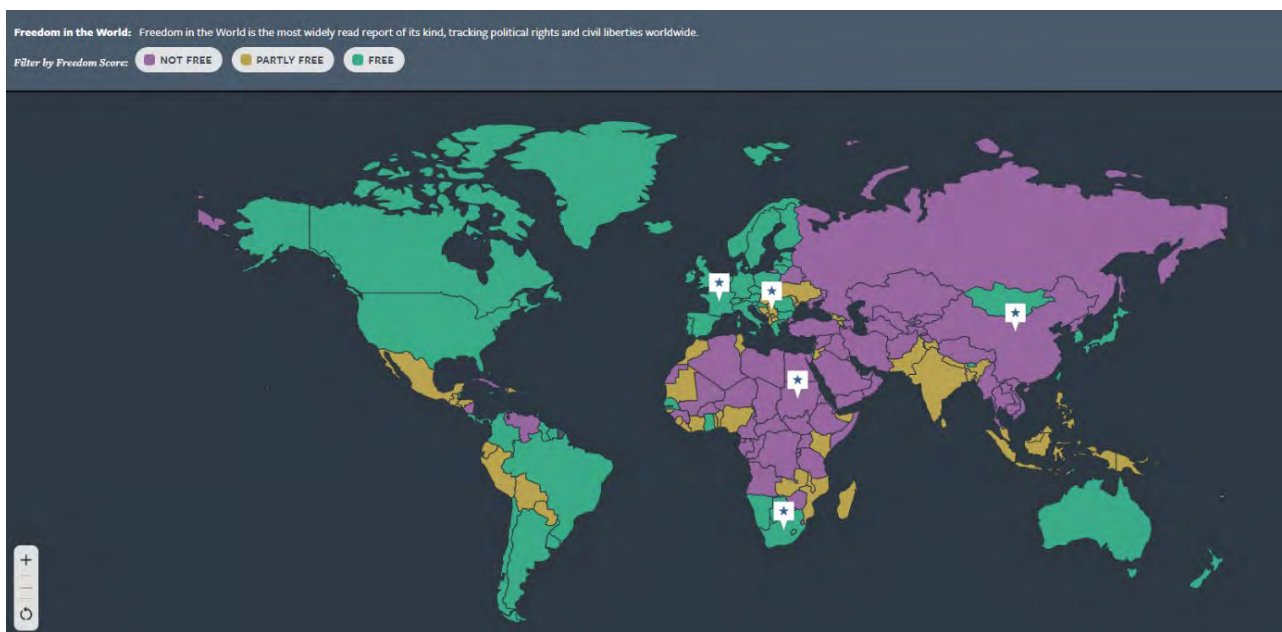 Freedom in the World: Freedom in the World is the most widely read report of its kind, tracking political rights and civil liberties worldwide.
Filter by Freedom Score: NOT FREE PARTLY FREE FREE